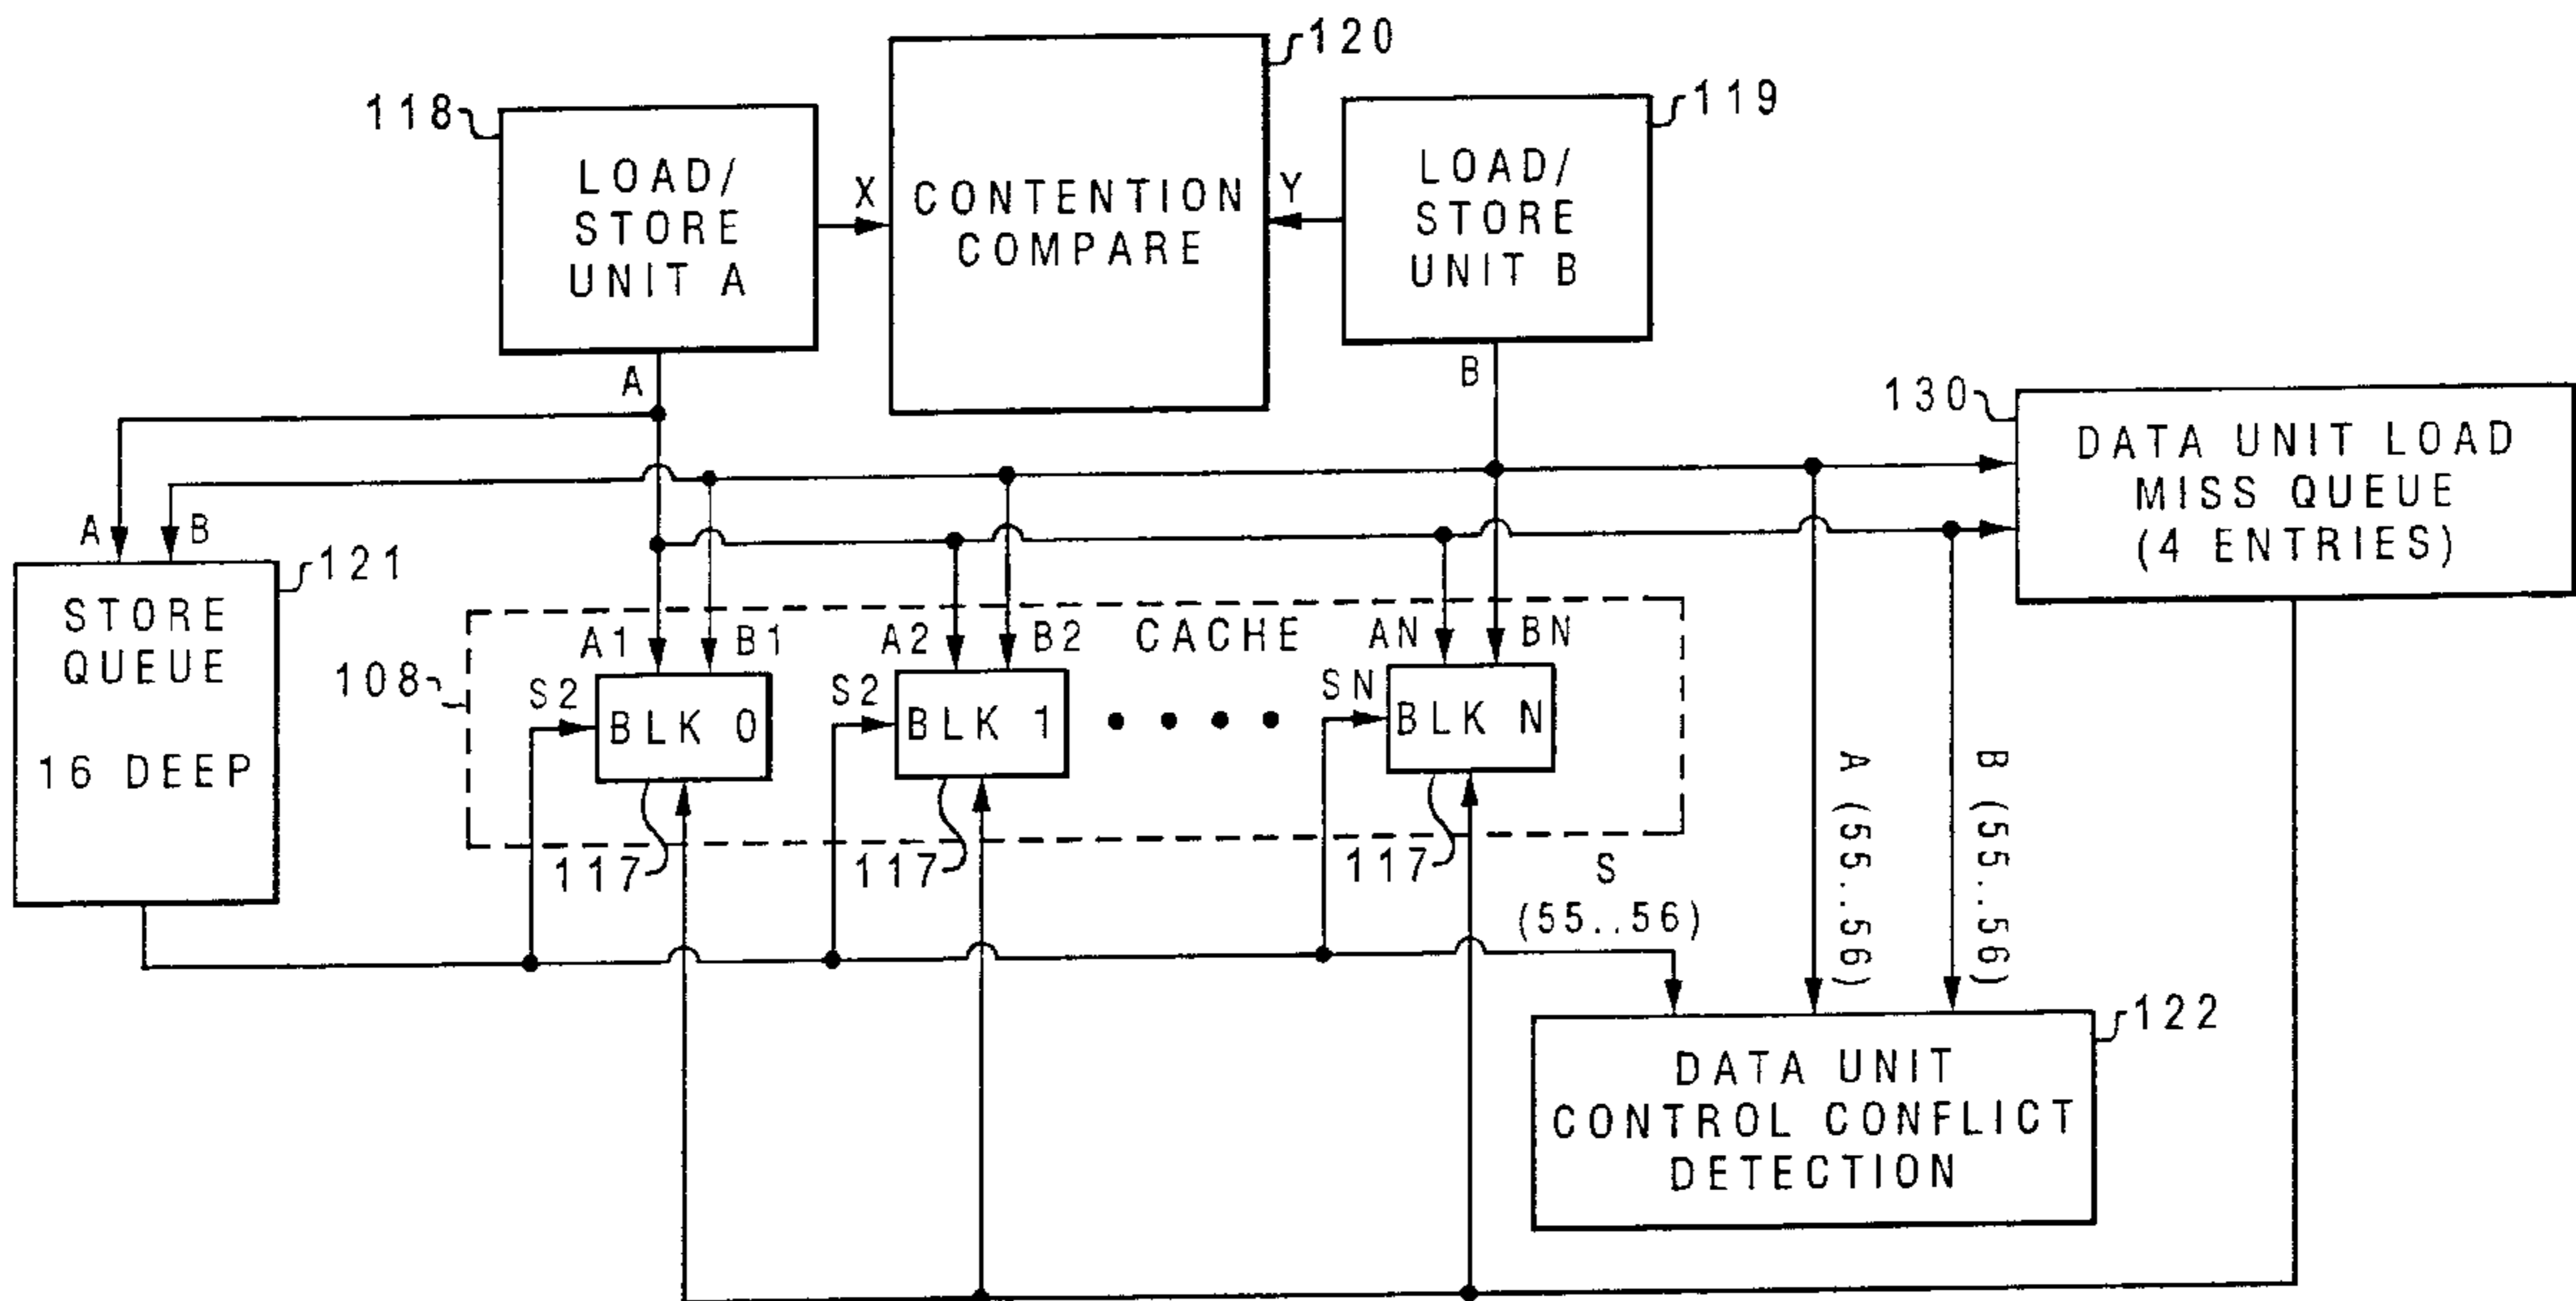 120
118
119
LOAD/
STORE
UNIT A
X
CONTENTION
COMPARE
Y
LOAD/
STORE
UNIT B
A
B
130
DATA UNIT LOAD
MISS QUEUE
(4 ENTRIES)
A
B
121
STORE
QUEUE
16 DEEP
108
CACHE
A1
B1
A2
B2
AN
BN
S2
BLK 0
S2
BLK 1
SN
BLK N
117
117
117
S
(55..56)
A (55..56)
B (55..56)
122
DATA UNIT
CONTROL CONFLICT
DETECTION